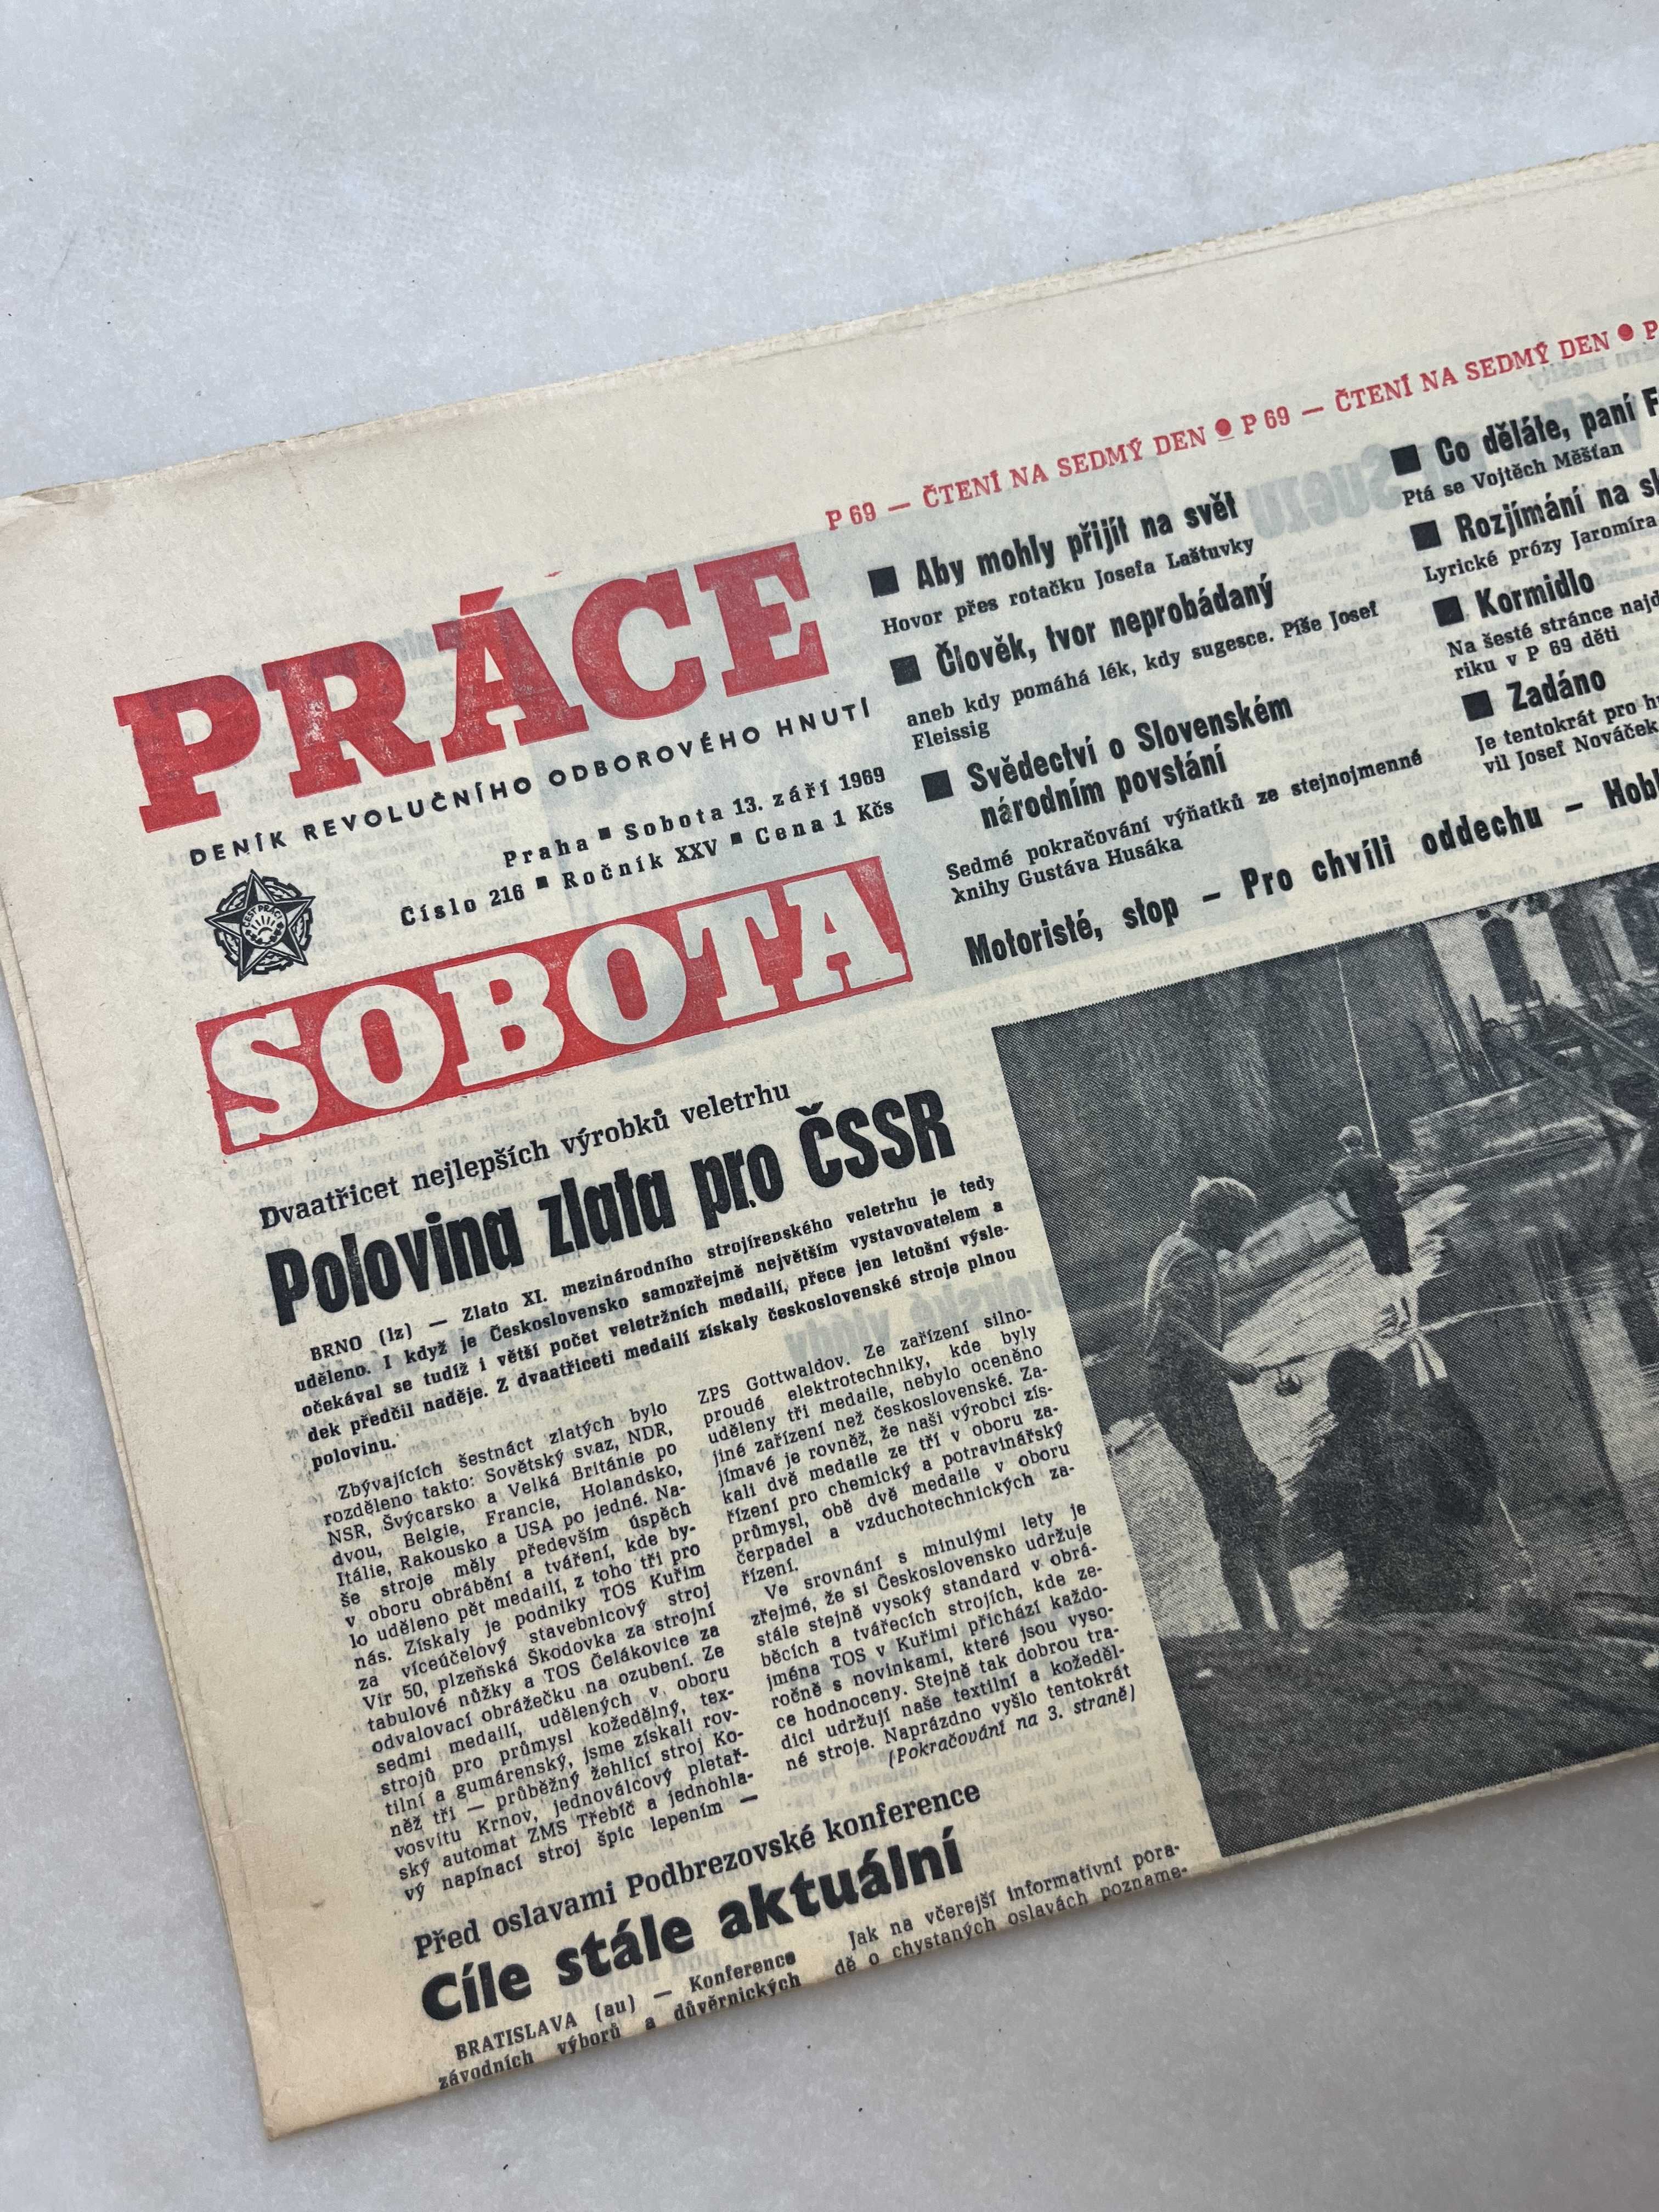 P 69 — ČTENÍ NA SEDMÝ DEN ● P 69 — ČTENÍ NA SEDMÝ DEN ● P
PRÁCE
DENÍK REVOLUČNÍHO ODBOROVÉHO HNUTÍ
Praha ■ Sobota 13. září 1969
Číslo 216 ■ Ročník XXV ■ Cena 1 Kčs
ČEST PRÁCI
SOBOTA
■ Aby mohly přijít na svět
Hovor přes rotačku Josefa Laštuvky
■ Člověk, tvor neprobádaný
aneb kdy pomáhá lék, kdy sugesce. Píše Josef
Fleissig
■ Svědectví o Slovenském
národním povstání
Sedmé pokračování výňatků ze stejnojmenné
knihy Gustáva Husáka
■ Co děláte, paní F
Ptá se Vojtěch Měšťan
■ Rozjímání na sk
Lyrické prózy Jaromíra
■ Kormidlo
Na šesté stránce najd
riku v P 69 děti
■ Zadáno
Je tentokrát pro hu
vil Josef Nováček
Motoristé, stop – Pro chvíli oddechu – Hobb
Dvaatřicet nejlepších výrobků veletrhu
Polovina zlata pro ČSSR
BRNO (lz) — Zlato XI. mezinárodního strojírenského veletrhu je tedy
uděleno. I když je Československo samozřejmě největším vystavovatelem a
očekával se tudíž i větší počet veletržních medailí, přece jen letošní výsle-
dek předčil naděje. Z dvaatřiceti medailí získaly československé stroje plnou
polovinu.
Zbývajících šestnáct zlatých bylo
rozděleno takto: Sovětský svaz, NDR,
NSR, Švýcarsko a Velká Británie po
dvou, Belgie, Francie, Holandsko,
Itálie, Rakousko a USA po jedné. Na-
še stroje měly především úspěch
v oboru obrábění a tváření, kde by-
lo uděleno pět medailí, z toho tři pro
nás. Získaly je podniky TOS Kuřim
za víceúčelový stavebnicový stroj
Vir 50, plzeňská Škodovka za strojní
tabulové nůžky a TOS Čelákovice za
odvalovací obrážečku na ozubení. Ze
sedmi medailí, udělených v oboru
strojů pro průmysl kožedělný, tex-
tilní a gumárenský, jsme získali rov-
něž tři — průběžný žehlicí stroj Ko-
vosvitu Krnov, jednoválcový pletař-
ský automat ZMS Třebíč a jednohla-
vý napínací stroj špic lepením —
ZPS Gottwaldov. Ze zařízení silno-
proudé elektrotechniky, kde byly
uděleny tři medaile, nebylo oceněno
jiné zařízení než československé. Za-
jímavé je rovněž, že naši výrobci zís-
kali dvě medaile ze tří v oboru za-
řízení pro chemický a potravinářský
průmysl, obě dvě medaile v oboru
čerpadel a vzduchotechnických za-
řízení.
Ve srovnání s minulými lety je
zřejmé, že si Československo udržuje
stále stejně vysoký standard v obrá-
běcích a tvářecích strojích, kde ze-
jména TOS v Kuřimi přichází každo-
ročně s novinkami, které jsou vyso-
ce hodnoceny. Stejně tak dobrou tra-
dici udržují naše textilní a kožeděl-
né stroje. Naprázdno vyšlo tentokrát
(Pokračování na 3. straně)
Před oslavami Podbrezovské konference
Cíle stále aktuální
BRATISLAVA (au) — Konference
závodních výborů a důvěrnických
Jak na včerejší informativní pora-
dě o chystaných oslavách pozname-